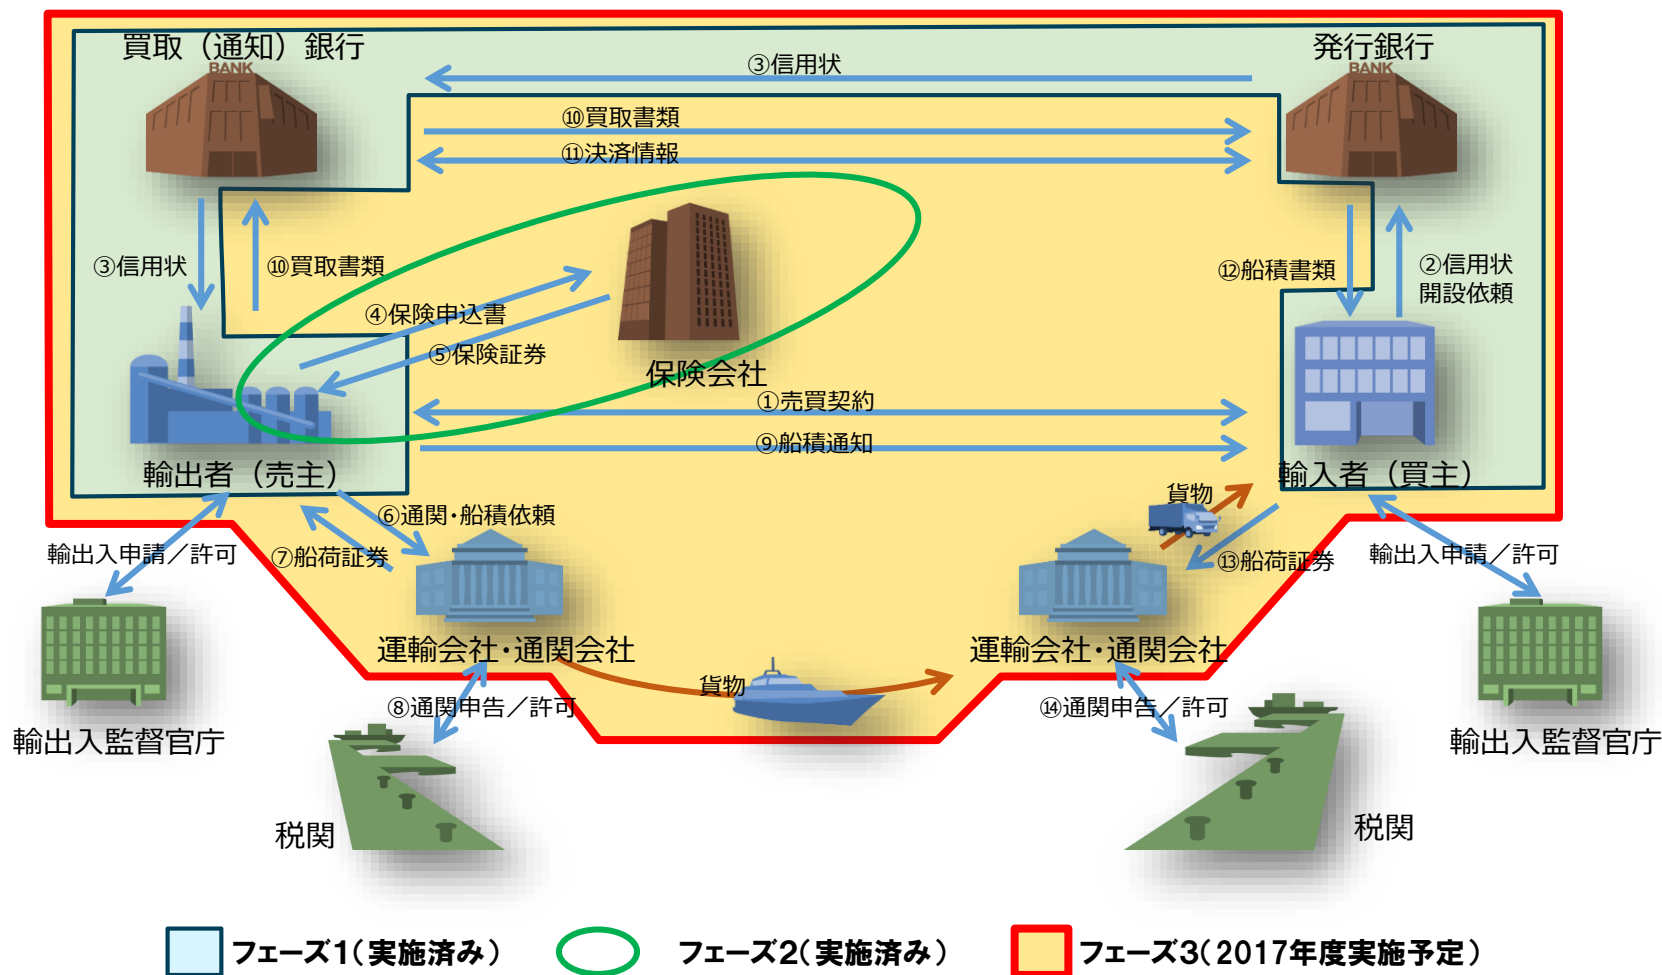 買取（通知）銀行
発行銀行
BANK
BANK
③信用状
⑩買取書類
⑪決済情報
③信用状
⑩買取書類
⑫船積書類
②信用状
開設依頼
④保険申込書
⑤保険証券
保険会社
①売買契約
⑨船積通知
輸出者（売主）
輸入者（買主）
貨物
⑥通関・船積依頼
⑦船荷証券
⑬船荷証券
輸出入申請／許可
輸出入申請／許可
運輸会社・通関会社
運輸会社・通関会社
貨物
⑧通関申告／許可
⑭通関申告／許可
輸出入監督官庁
輸出入監督官庁
税関
税関
フェーズ1（実施済み）
フェーズ2（実施済み）
フェーズ3（2017年度実施予定）